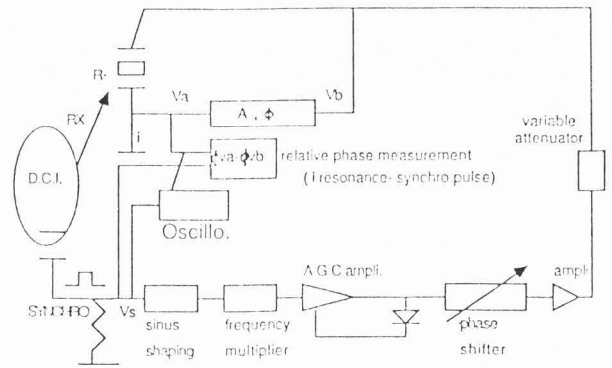 R
Va
Vb
A , ϕ
RX
i
variable
attenuator
D.C.I.
ϕva-ϕvb
relative phase measurement
( i resonance- synchro pulse)
Oscillo.
A G C ampli.
ampli
SYNCHRO
Vs
sinus
shaping
frequency
multiplier
phase
shifter